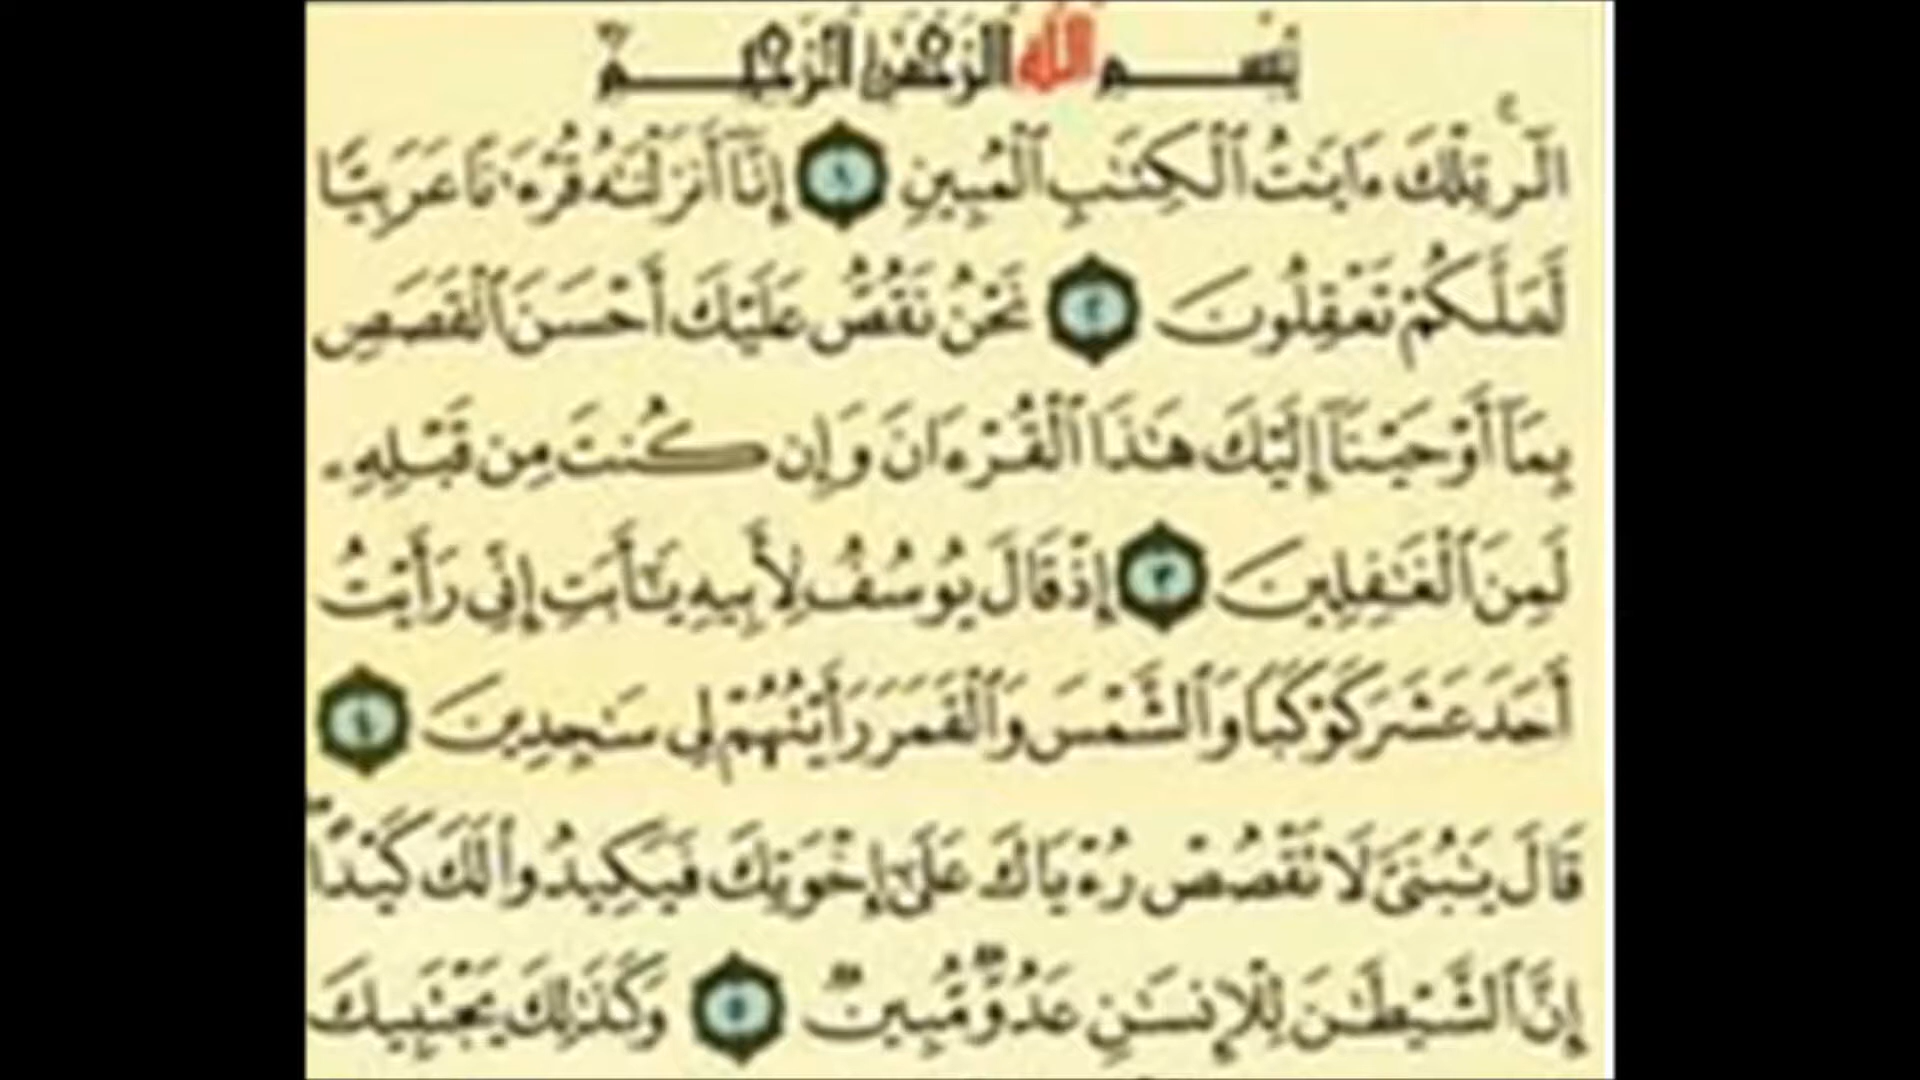 بِسْمِ ٱللَّهِ ٱلرَّحْمَٰنِ ٱلرَّحِيمِ
الٓرۚ تِلْكَ ءَايَٰتُ ٱلْكِتَٰبِ ٱلْمُبِينِ ١ إِنَّآ أَنزَلْنَٰهُ قُرْءَٰنًا عَرَبِيًّا
لَّعَلَّكُمْ تَعْقِلُونَ ٢ نَحْنُ نَقُصُّ عَلَيْكَ أَحْسَنَ ٱلْقَصَصِ
بِمَآ أَوْحَيْنَآ إِلَيْكَ هَٰذَا ٱلْقُرْءَانَ وَإِن كُنتَ مِن قَبْلِهِۦ
لَمِنَ ٱلْغَٰفِلِينَ ٣ إِذْ قَالَ يُوسُفُ لِأَبِيهِ يَٰٓأَبَتِ إِنِّى رَأَيْتُ
أَحَدَ عَشَرَ كَوْكَبًا وَٱلشَّمْسَ وَٱلْقَمَرَ رَأَيْتُهُمْ لِى سَٰجِدِينَ ٤
قَالَ يَٰبُنَىَّ لَا تَقْصُصْ رُءْيَاكَ عَلَىٰٓ إِخْوَتِكَ فَيَكِيدُوا۟ لَكَ كَيْدًا
إِنَّ ٱلشَّيْطَٰنَ لِلْإِنسَٰنِ عَدُوٌّ مُّبِينٌ ٥ وَكَذَٰلِكَ يَجْتَبِيكَ